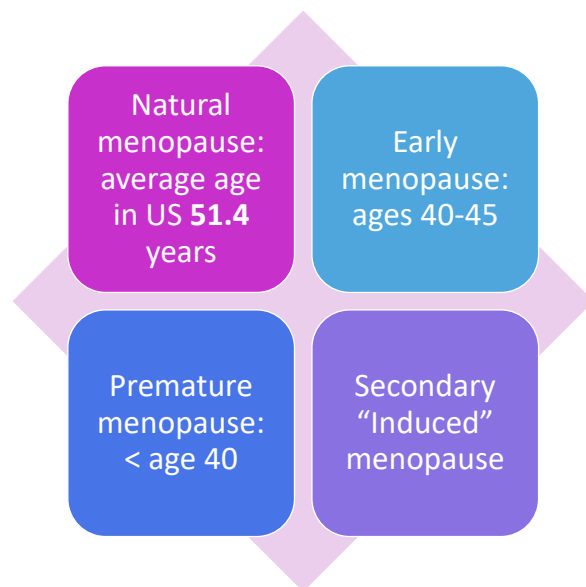 Natural
menopause:
average age
in US 51.4
years
Early
menopause:
ages 40-45
Premature
menopause:
< age 40
Secondary
“Induced”
menopause